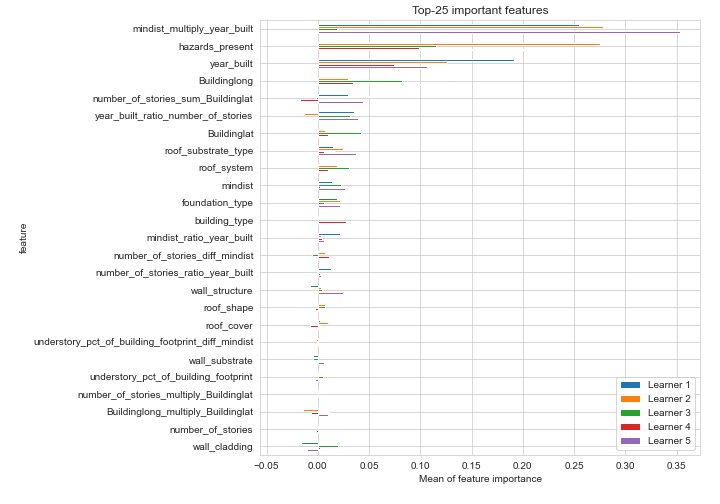 Top-25 important features
mindist_multiply_year_built
hazards_present
year_built
Buildinglong
number_of_stories_sum_Buildinglat
year_built_ratio_number_of_stories
Buildinglat
roof_substrate_type
roof_system
mindist
foundation_type
building_type
mindist_ratio_year_built
number_of_stories_diff_mindist
number_of_stories_ratio_year_built
wall_structure
roof_shape
roof_cover
understory_pct_of_building_footprint_diff_mindist
wall_substrate
understory_pct_of_building_footprint
number_of_stories_multiply_Buildinglat
Buildinglong_multiply_Buildinglat
number_of_stories
wall_cladding
feature
Learner 1
Learner 2
Learner 3
Learner 4
Learner 5
−0.05 0.00 0.05 0.10 0.15 0.20 0.25 0.30 0.35
Mean of feature importance